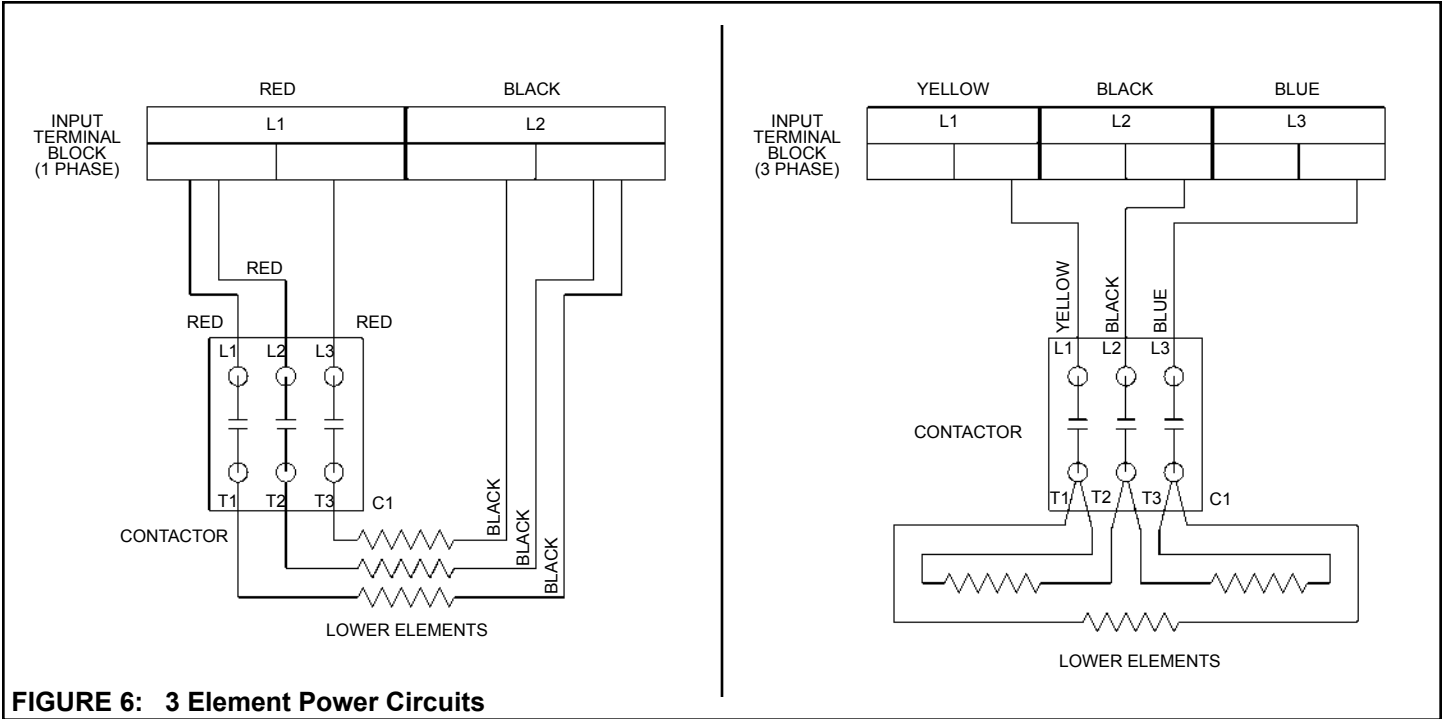 RED BLACK
INPUT
TERMINAL
BLOCK
(1 PHASE)
L1 L2
RED
RED RED
L1 L2 L3
T1 T2 T3 C1
CONTACTOR
BLACK
BLACK
BLACK
LOWER ELEMENTS
YELLOW BLACK BLUE
INPUT
TERMINAL
BLOCK
(3 PHASE)
L1 L2 L3
YELLOW
BLACK
BLUE
L1 L2 L3
CONTACTOR
T1 T2 T3 C1
LOWER ELEMENTS
FIGURE 6: 3 Element Power Circuits